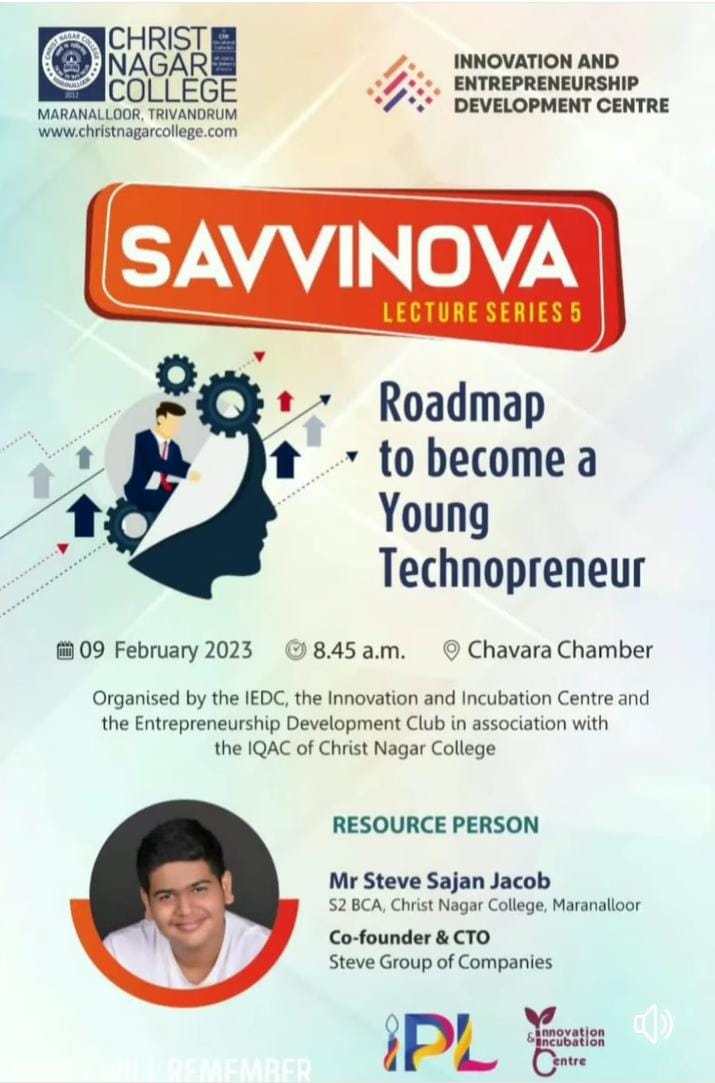 CHRIST
NAGAR
COLLEGE
MARANALLOOR, TRIVANDRUM
www.christnagarcollege.com
INNOVATION AND
ENTREPRENEURSHIP
DEVELOPMENT CENTRE
SAVVINOVA
LECTURE SERIES 5
Roadmap
to become a
Young
Technopreneur
09 February 2023 8.45 a.m. Chavara Chamber
Organised by the IEDC, the Innovation and Incubation Centre and
the Entrepreneurship Development Club in association with
the IQAC of Christ Nagar College
RESOURCE PERSON
Mr Steve Sajan Jacob
S2 BCA, Christ Nagar College, Maranalloor
Co-founder & CTO
Steve Group of Companies
iPL
Innovation
& Incubation
Centre
REMEMBER